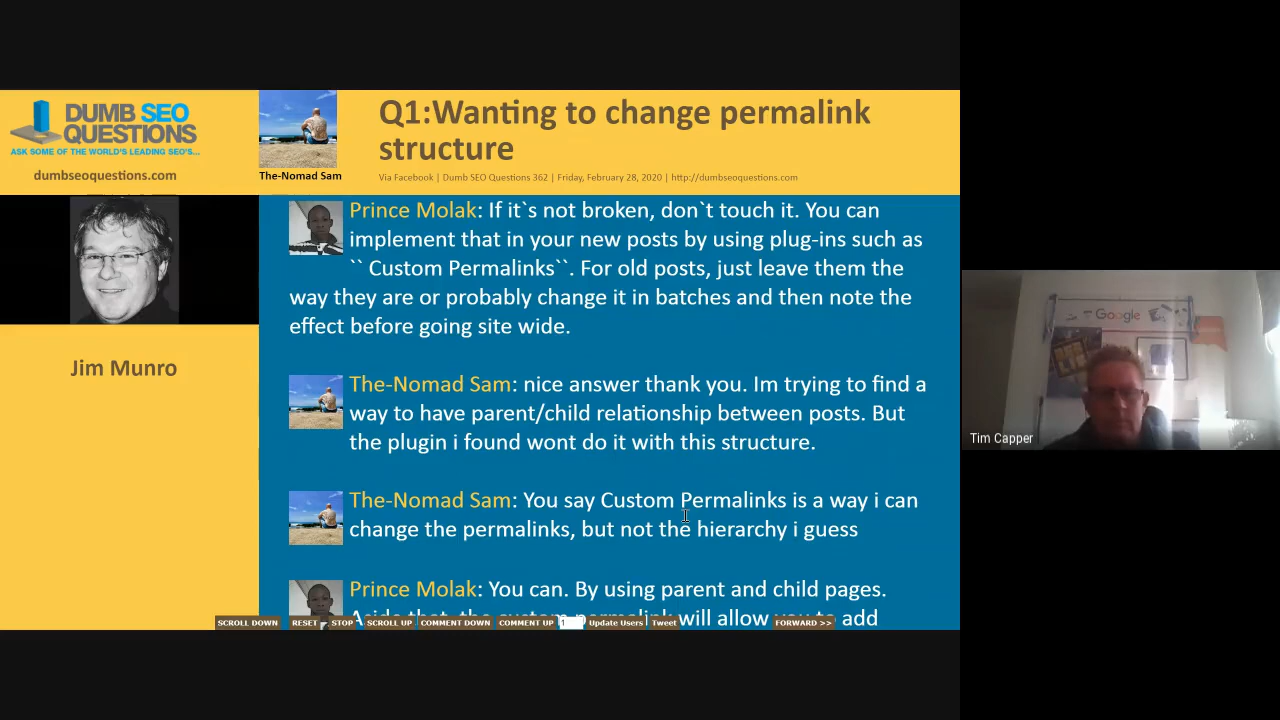 DUMB SEO
QUESTIONS
ASK SOME OF THE WORLD'S LEADING SEO'S...
dumbseoquestions.com
The-Nomad Sam
Q1:Wanting to change permalink
structure
Via Facebook | Dumb SEO Questions 362 | Friday, February 28, 2020 | http://dumbseoquestions.com
Jim Munro
Prince Molak: If it`s not broken, don`t touch it. You can
implement that in your new posts by using plug-ins such as
`` Custom Permalinks``. For old posts, just leave them the
way they are or probably change it in batches and then note the
effect before going site wide.
The-Nomad Sam: nice answer thank you. Im trying to find a
way to have parent/child relationship between posts. But
the plugin i found wont do it with this structure.
The-Nomad Sam: You say Custom Permalinks is a way i can
change the permalinks, but not the hierarchy i guess
Prince Molak: You can. By using parent and child pages.
Aside that, the custom permalink will allow you to add
SCROLL DOWN RESET STOP SCROLL UP COMMENT DOWN COMMENT UP 1 Update Users Tweet FORWARD >>
Google
Tim Capper